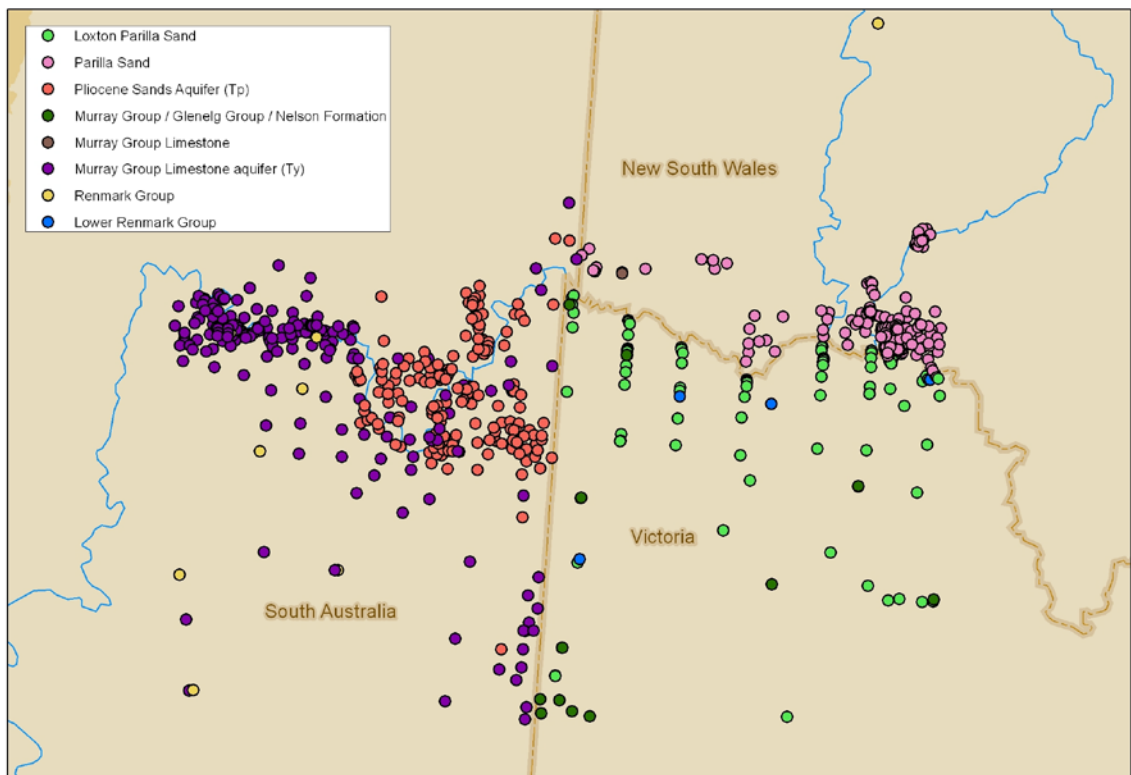 Loxton Parilla Sand
Parilla Sand
Pliocene Sands Aquifer (Tp)
Murray Group / Glenelg Group / Nelson Formation
Murray Group Limestone
Murray Group Limestone aquifer (Ty)
Renmark Group
Lower Renmark Group
New South Wales
Victoria
South Australia